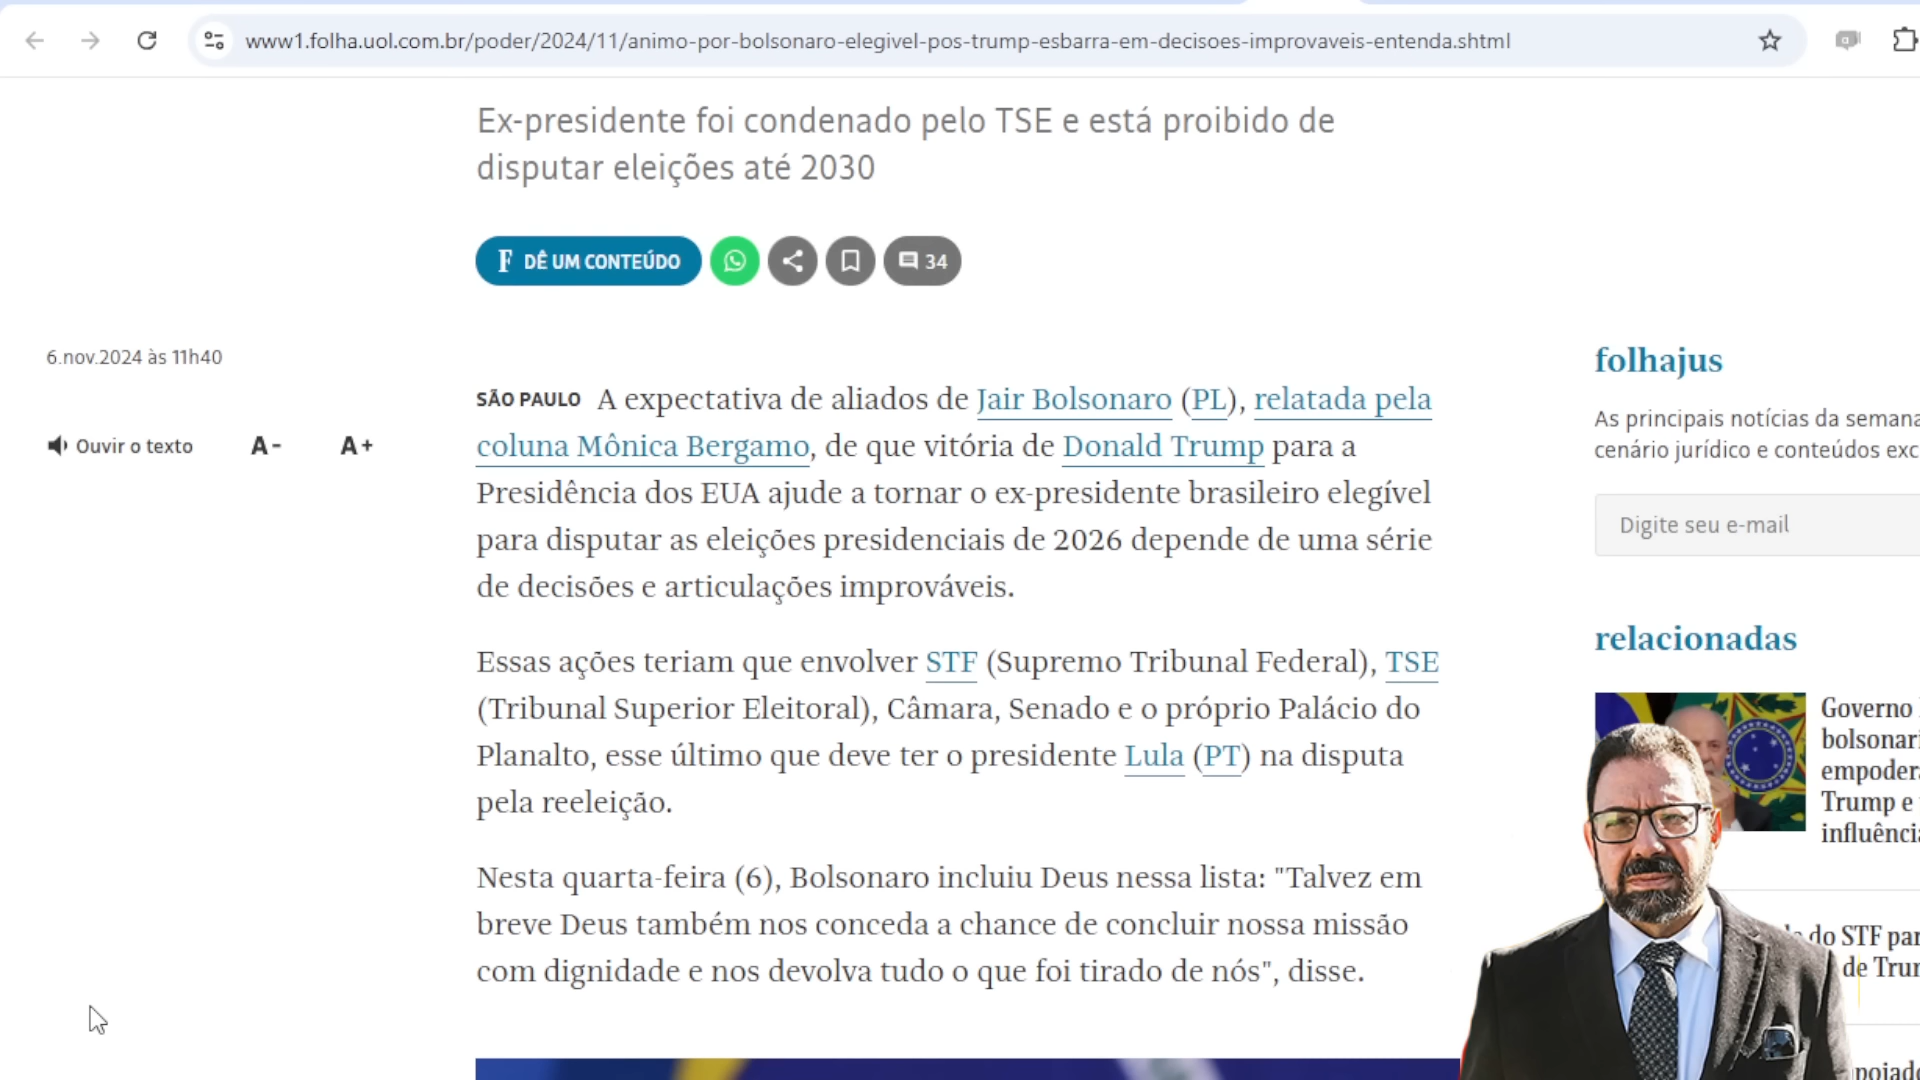 www1.folha.uol.com.br/poder/2024/11/animo-por-bolsonaro-elegivel-pos-trump-esbarra-em-decisoes-improvaveis-entenda.shtml
Ex-presidente foi condenado pelo TSE e está proibido de
disputar eleições até 2030
F DÊ UM CONTEÚDO
34
6.nov.2024 às 11h40
Ouvir o texto A- A+
SÃO PAULO A expectativa de aliados de Jair Bolsonaro (PL), relatada pela
coluna Mônica Bergamo, de que vitória de Donald Trump para a
Presidência dos EUA ajude a tornar o ex-presidente brasileiro elegível
para disputar as eleições presidenciais de 2026 depende de uma série
de decisões e articulações improváveis.
Essas ações teriam que envolver STF (Supremo Tribunal Federal), TSE
(Tribunal Superior Eleitoral), Câmara, Senado e o próprio Palácio do
Planalto, esse último que deve ter o presidente Lula (PT) na disputa
pela reeleição.
Nesta quarta-feira (6), Bolsonaro incluiu Deus nessa lista: "Talvez em
breve Deus também nos conceda a chance de concluir nossa missão
com dignidade e nos devolva tudo o que foi tirado de nós", disse.
folhajus
As principais notícias da semana
cenário jurídico e conteúdos exc
Digite seu e-mail
relacionadas
Governo
bolsonari
empodera
Trump e
influência
do STF par
de Trum